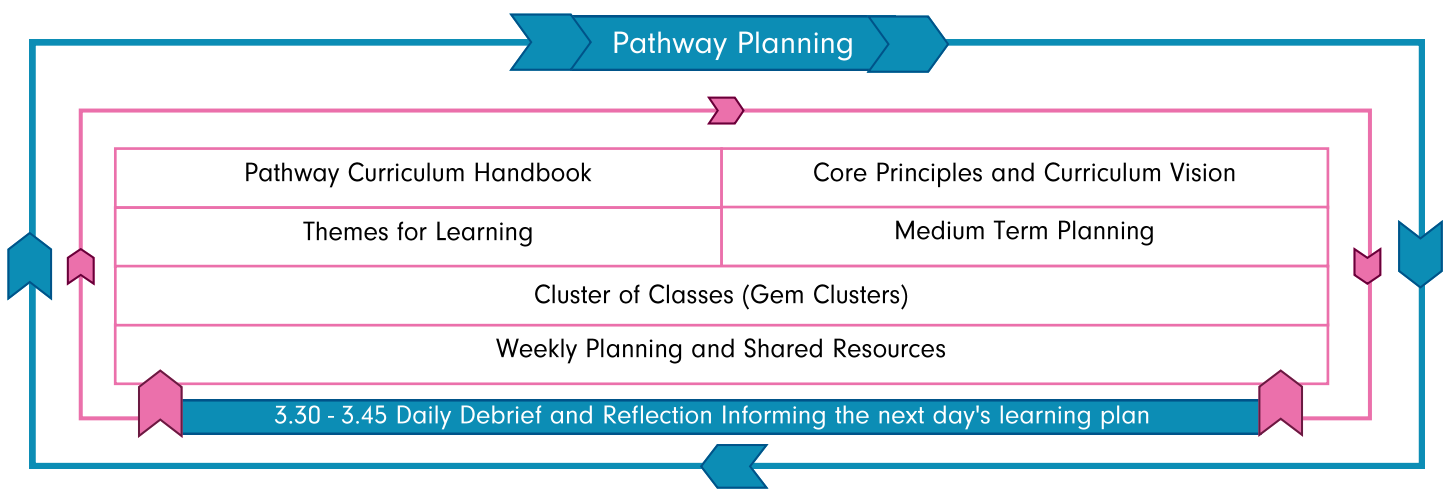 Pathway Planning
Pathway Curriculum Handbook
Core Principles and Curriculum Vision
Themes for Learning
Medium Term Planning
Cluster of Classes (Gem Clusters)
Weekly Planning and Shared Resources
3.30 - 3.45 Daily Debrief and Reflection Informing the next day's learning plan